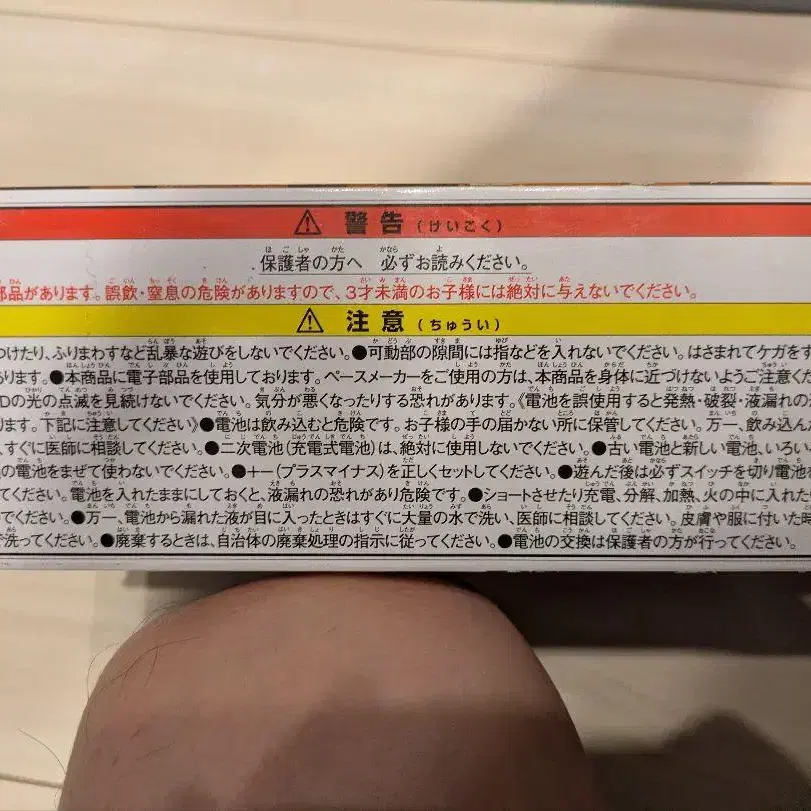 警告(けいこく)
保護者の方へ 必ずお読みください。
部品があります。誤飲・窒息の危険がありますので、3才未満のお子様には絶対に与えないでください。
注意(ちゅうい)
つけたり、ふりまわすなど乱暴な遊びをしないでください。●可動部の隙間には指などを入れないでください。はさまれてケガをす
ります。●本商品に電子部品を使用しております。ペースメーカーをご使用の方は、本商品を身体に近づけないようご注意くだ
Dの光の点滅を見続けないでください。気分が悪くなったりする恐れがあります。《電池を誤使用すると発熱・破裂・液漏れの
ます。下記に注意してください》●電池は飲み込むと危険です。お子様の手の届かない所に保管してください。万一、飲み込んだ
すぐに医師に相談してください。●二次電池(充電式電池)は、絶対に使用しないでください。●古い電池と新しい電池、いろい
の電池をまぜて使わないでください。●+−(プラスマイナス)を正しくセットしてください。●遊んだ後は必ずスイッチを切り電池を
てください。電池を入れたままにしておくと、液漏れの恐れがあり危険です。●ショートさせたり充電、分解、加熱、火の中に入れた
でください。●万一、電池から漏れた液が目に入ったときはすぐに大量の水で洗い、医師に相談してください。皮膚や服に付いた
で洗ってください。●廃棄するときは、自治体の廃棄処理の指示に従ってください。●電池の交換は保護者の方が行ってください。